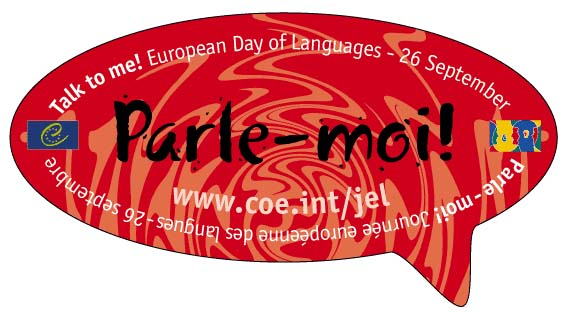 Talk to me! European Day of Languages - 26 September
Parle-moi!
www.coe.int/jel
Parle-moi! Journée européenne des langues - 26 septembre